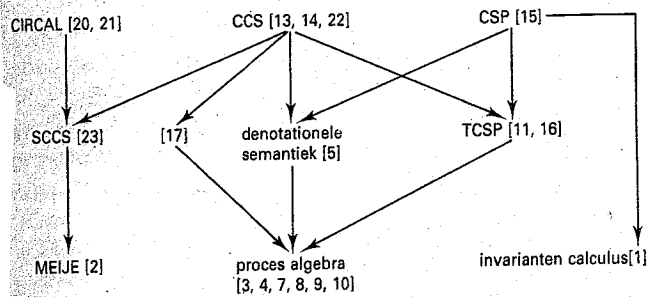 CIRCAL [20, 21]
CCS [13, 14, 22]
CSP [15]
SCCS [23]
[17]
denotationele
semantiek [5]
TCSP [11, 16]
MEIJE [2]
proces algebra
[3, 4, 7, 8, 9, 10]
invarianten calculus[1]